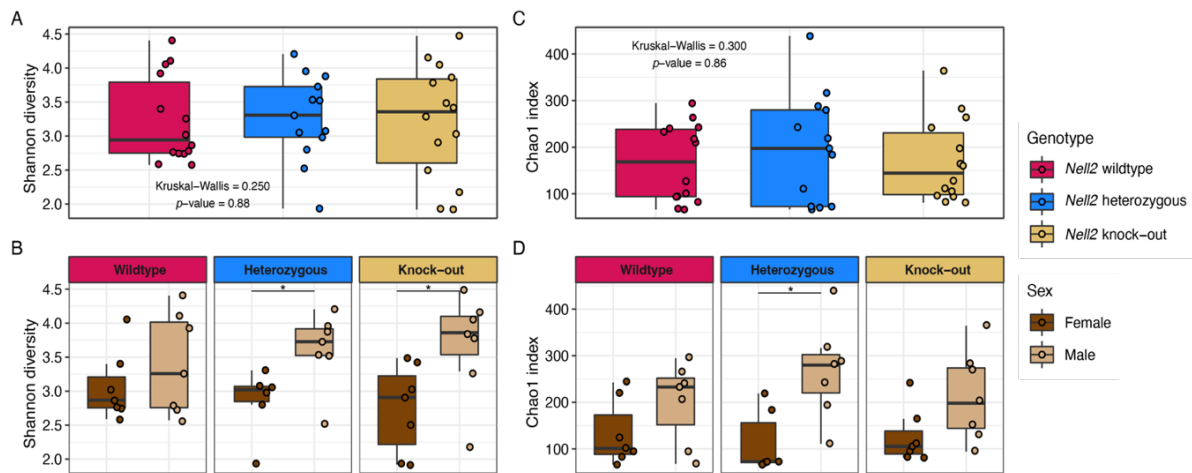 A
Shannon diversity
4.5
4.0
3.5
3.0
2.5
2.0
Kruskal-Wallis = 0.250
p-value = 0.88
C
Chao1 index
400
300
200
100
Kruskal-Wallis = 0.300
p-value = 0.86
Genotype
Nell2 wildtype
Nell2 heterozygous
Nell2 knock-out
B
Wildtype
Heterozygous
Knock-out
Shannon diversity
4.5
4.0
3.5
3.0
2.5
2.0
*
*
D
Wildtype
Heterozygous
Knock-out
Chao1 index
400
300
200
100
*
Sex
Female
Male